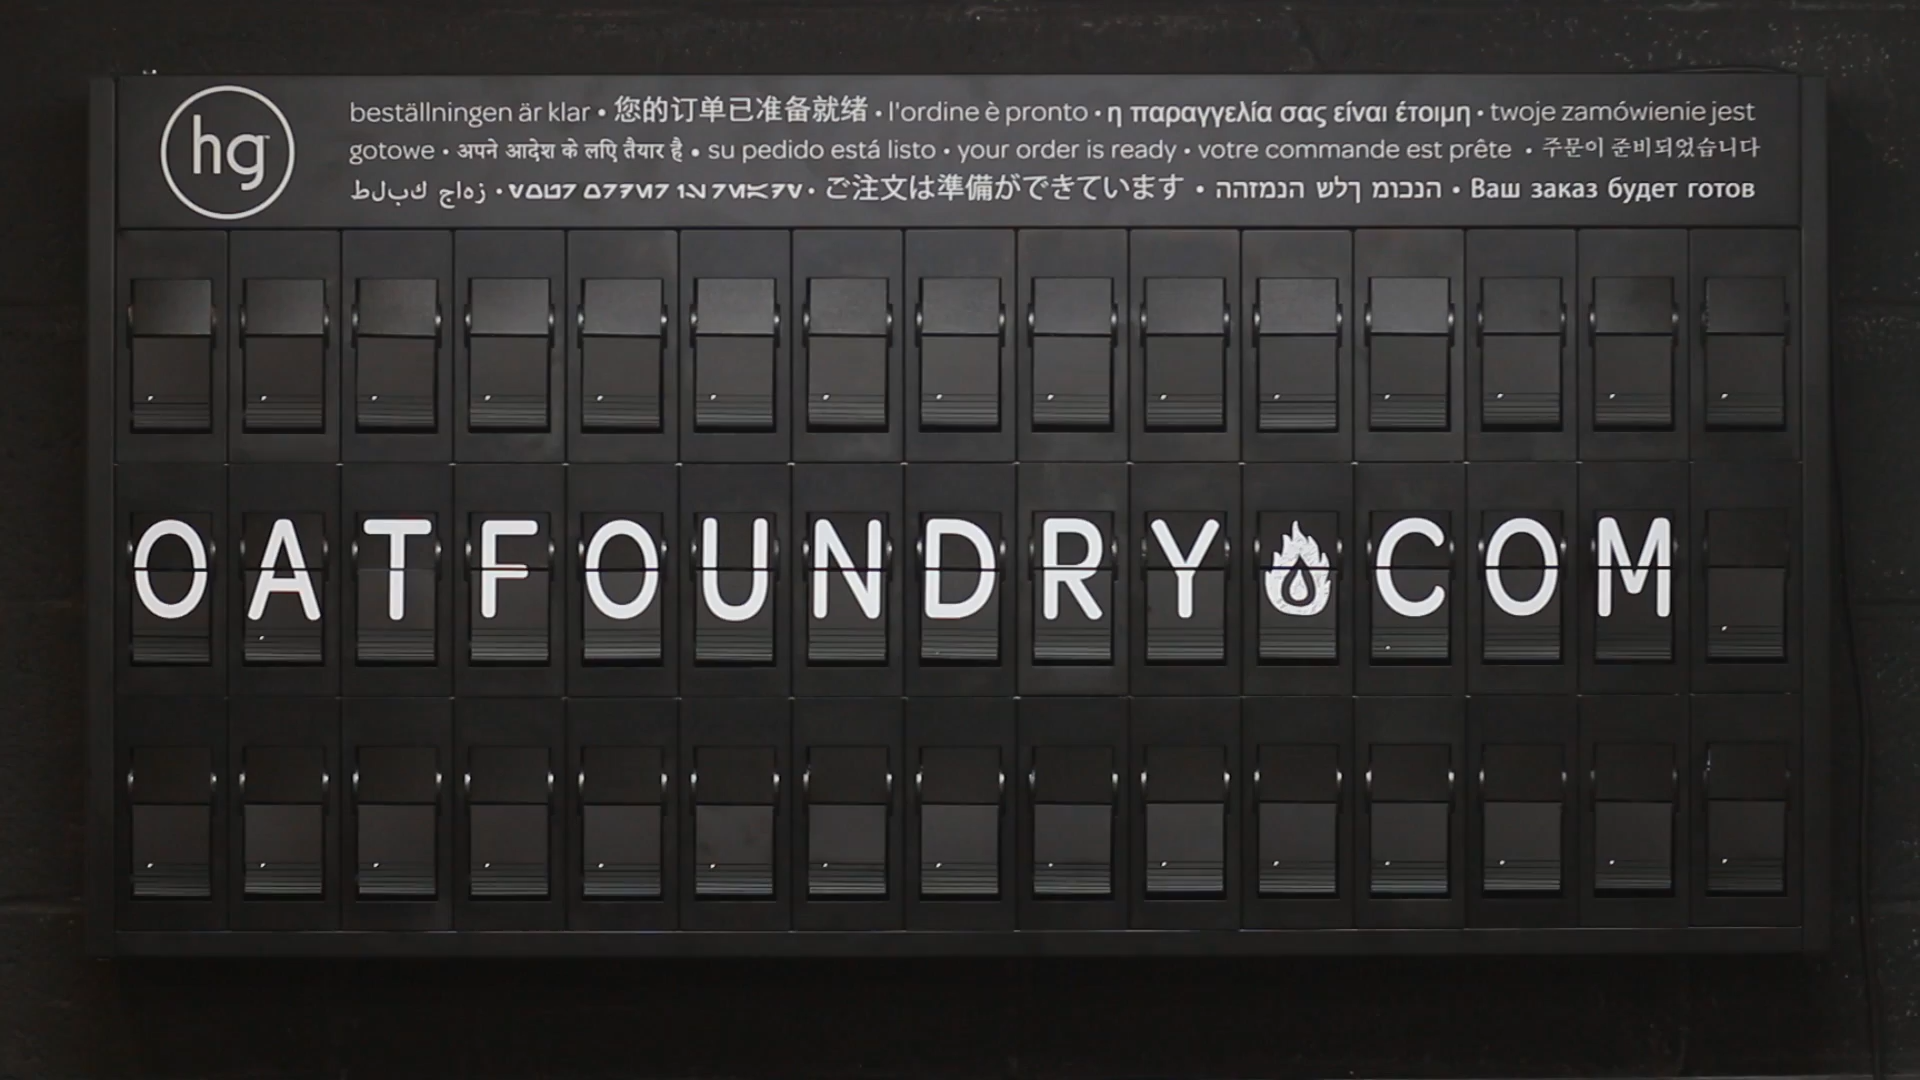 hg
beställningen är klar • 您的订单已准备就绪 • l'ordine è pronto • η παραγγελία σας είναι έτοιμη • twoje zamówienie jest
gotowe • अपने आदेश के लिए तैयार है • su pedido está listo • your order is ready • votre commande est prête • 주문이 준비되었습니다
ط ل ب ك ج ا ه ز • ご注文は準備ができています • ההזמנה שלך מוכנה • Ваш заказ будет готов
OATFOUNDRY COM